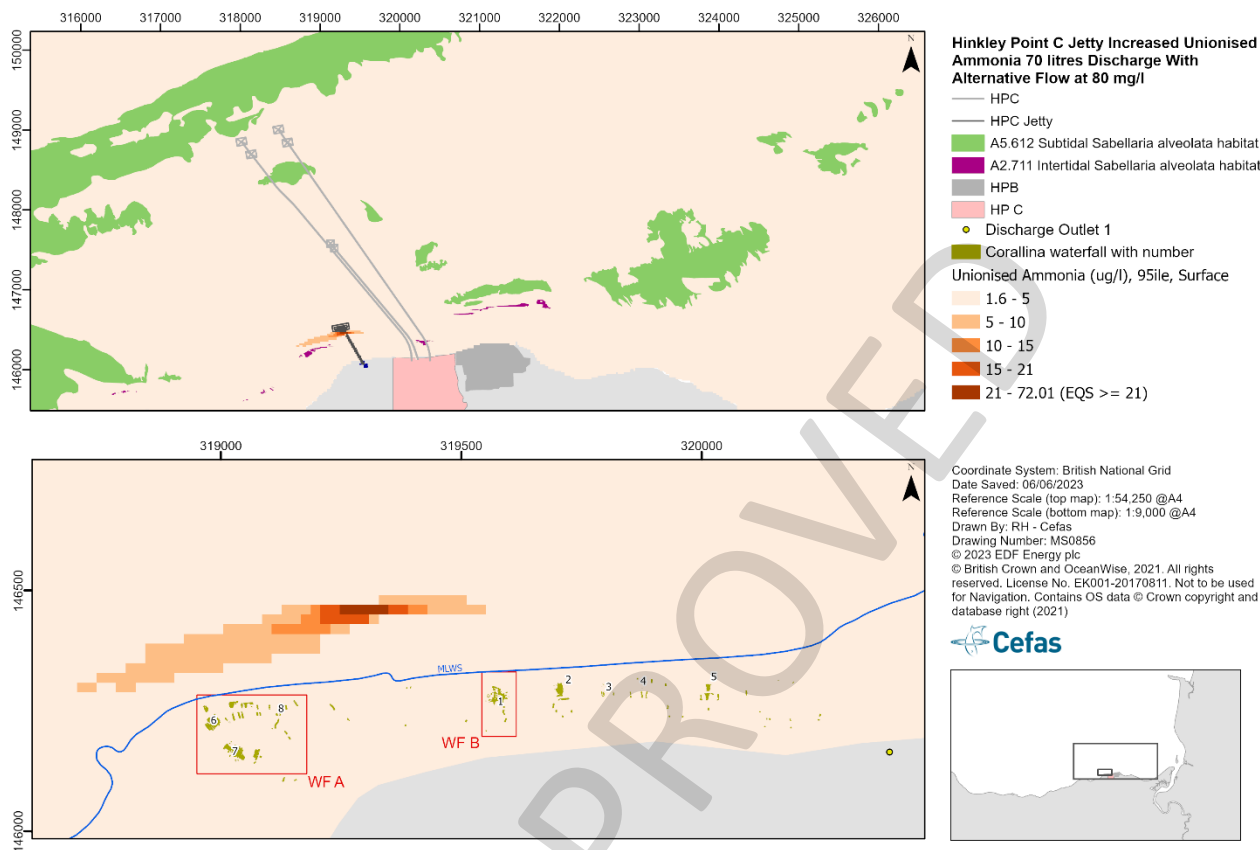 316000 317000 318000 319000 320000 321000 322000 323000 324000 325000 326000
150000
149000
148000
147000
146000
N
Hinkley Point C Jetty Increased Unionised
Ammonia 70 litres Discharge With
Alternative Flow at 80 mg/l
HPC
HPC Jetty
A5.612 Subtidal Sabellaria alveolata habitat
A2.711 Intertidal Sabellaria alveolata habitat
HPB
HP C
Discharge Outlet 1
Corallina waterfall with number
Unionised Ammonia (ug/l), 95ile, Surface
1.6 - 5
5 - 10
10 - 15
15 - 21
21 - 72.01 (EQS >= 21)
319000 319500 320000
146500
146000
N
MLWS
1
2
3
4
5
6
7
8
WF A
WF B
Coordinate System: British National Grid
Date Saved: 06/06/2023
Reference Scale (top map): 1:54,250 @A4
Reference Scale (bottom map): 1:9,000 @A4
Drawn By: RH - Cefas
Drawing Number: MS0856
© 2023 EDF Energy plc
© British Crown and OceanWise, 2021. All rights
reserved. License No. EK001-20170811. Not to be used
for Navigation. Contains OS data © Crown copyright and
database right (2021)
Cefas
PROVED